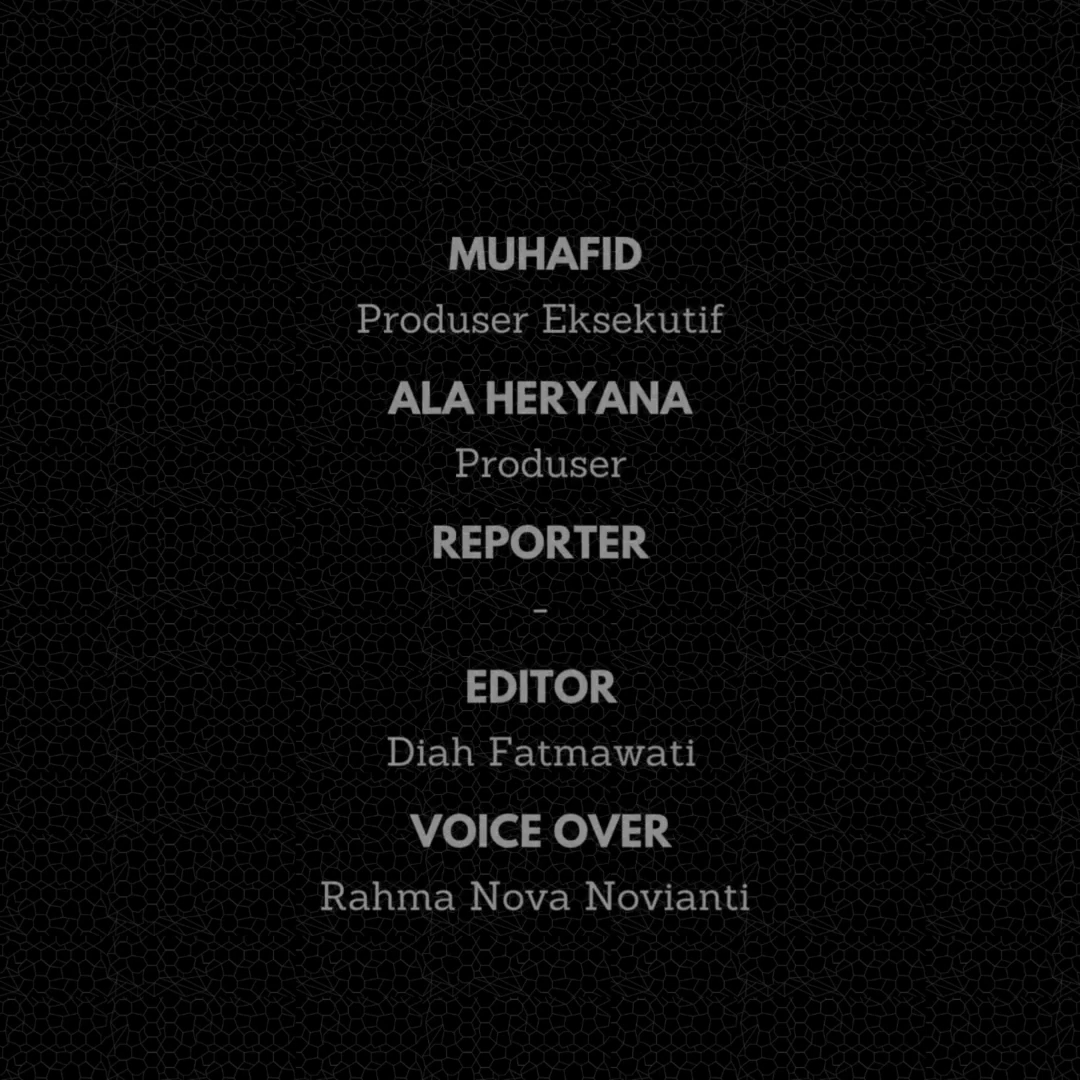 MUHAFID
Produser Eksekutif
ALA HERYANA
Produser
REPORTER
-
EDITOR
Diah Fatmawati
VOICE OVER
Rahma Nova Novianti